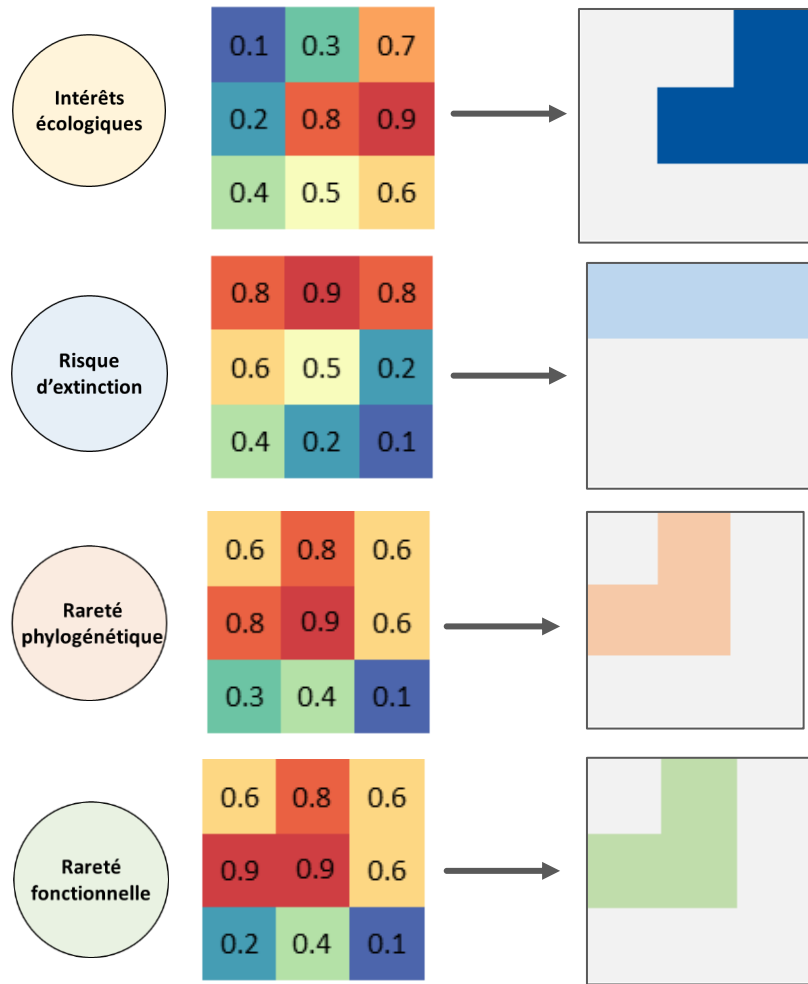 Intérêts
écologiques
0.1 0.3 0.7
0.2 0.8 0.9
0.4 0.5 0.6
Risque
d'extinction
0.8 0.9 0.8
0.6 0.5 0.2
0.4 0.2 0.1
Rareté
phylogénétique
0.6 0.8 0.6
0.8 0.9 0.6
0.3 0.4 0.1
Rareté
fonctionnelle
0.6 0.8 0.6
0.9 0.9 0.6
0.2 0.4 0.1